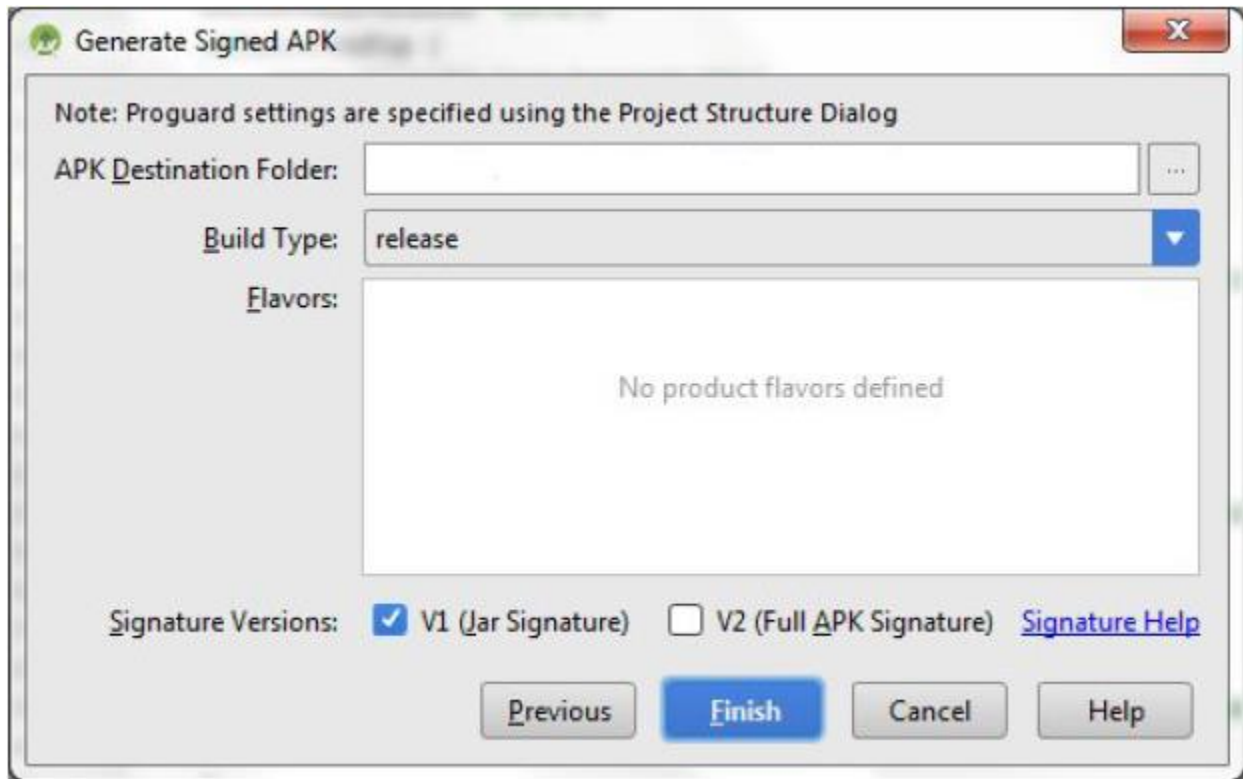 Generate Signed APK
Note: Proguard settings are specified using the Project Structure Dialog
APK Destination Folder: ...
Build Type: release
Flavors:
No product flavors defined
Signature Versions: V1 (Jar Signature) V2 (Full APK Signature) Signature Help
Previous Finish Cancel Help